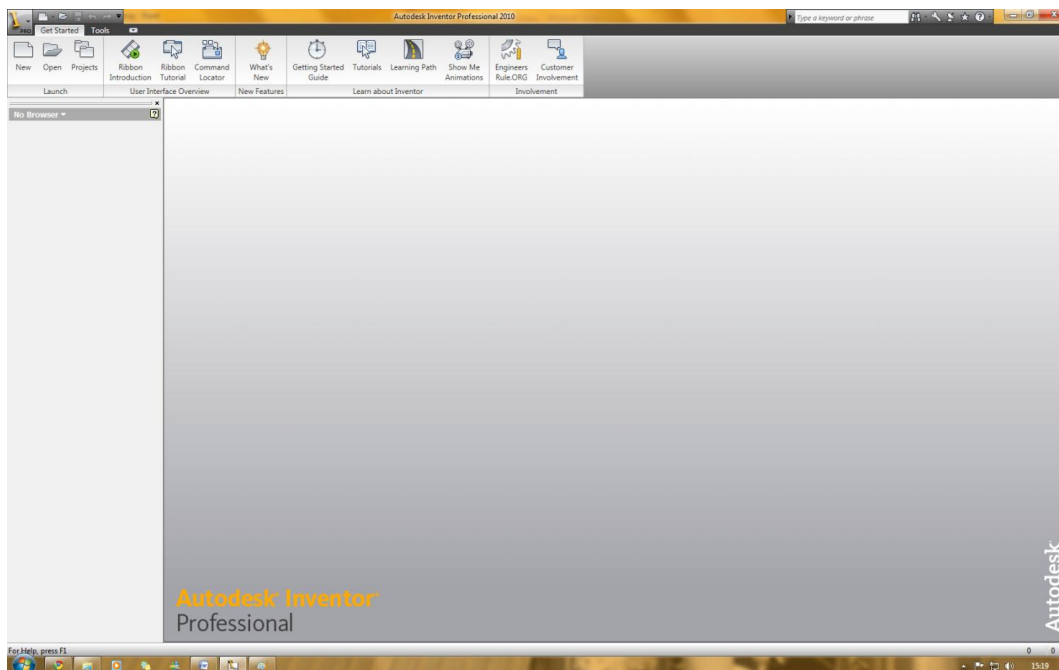 Autodesk Inventor Professional 2010
Type a keyword or phrase
PRO
Get Started Tools
New Open Projects Ribbon Introduction Ribbon Tutorial Command Locator What's New Getting Started Guide Tutorials Learning Path Show Me Animations Engineers Rule.ORG Customer Involvement
Launch User Interface Overview New Features Learn about Inventor Involvement
No Browser
Autodesk
Autodesk Inventor
Professional
For Help, press F1
0 0
15:19